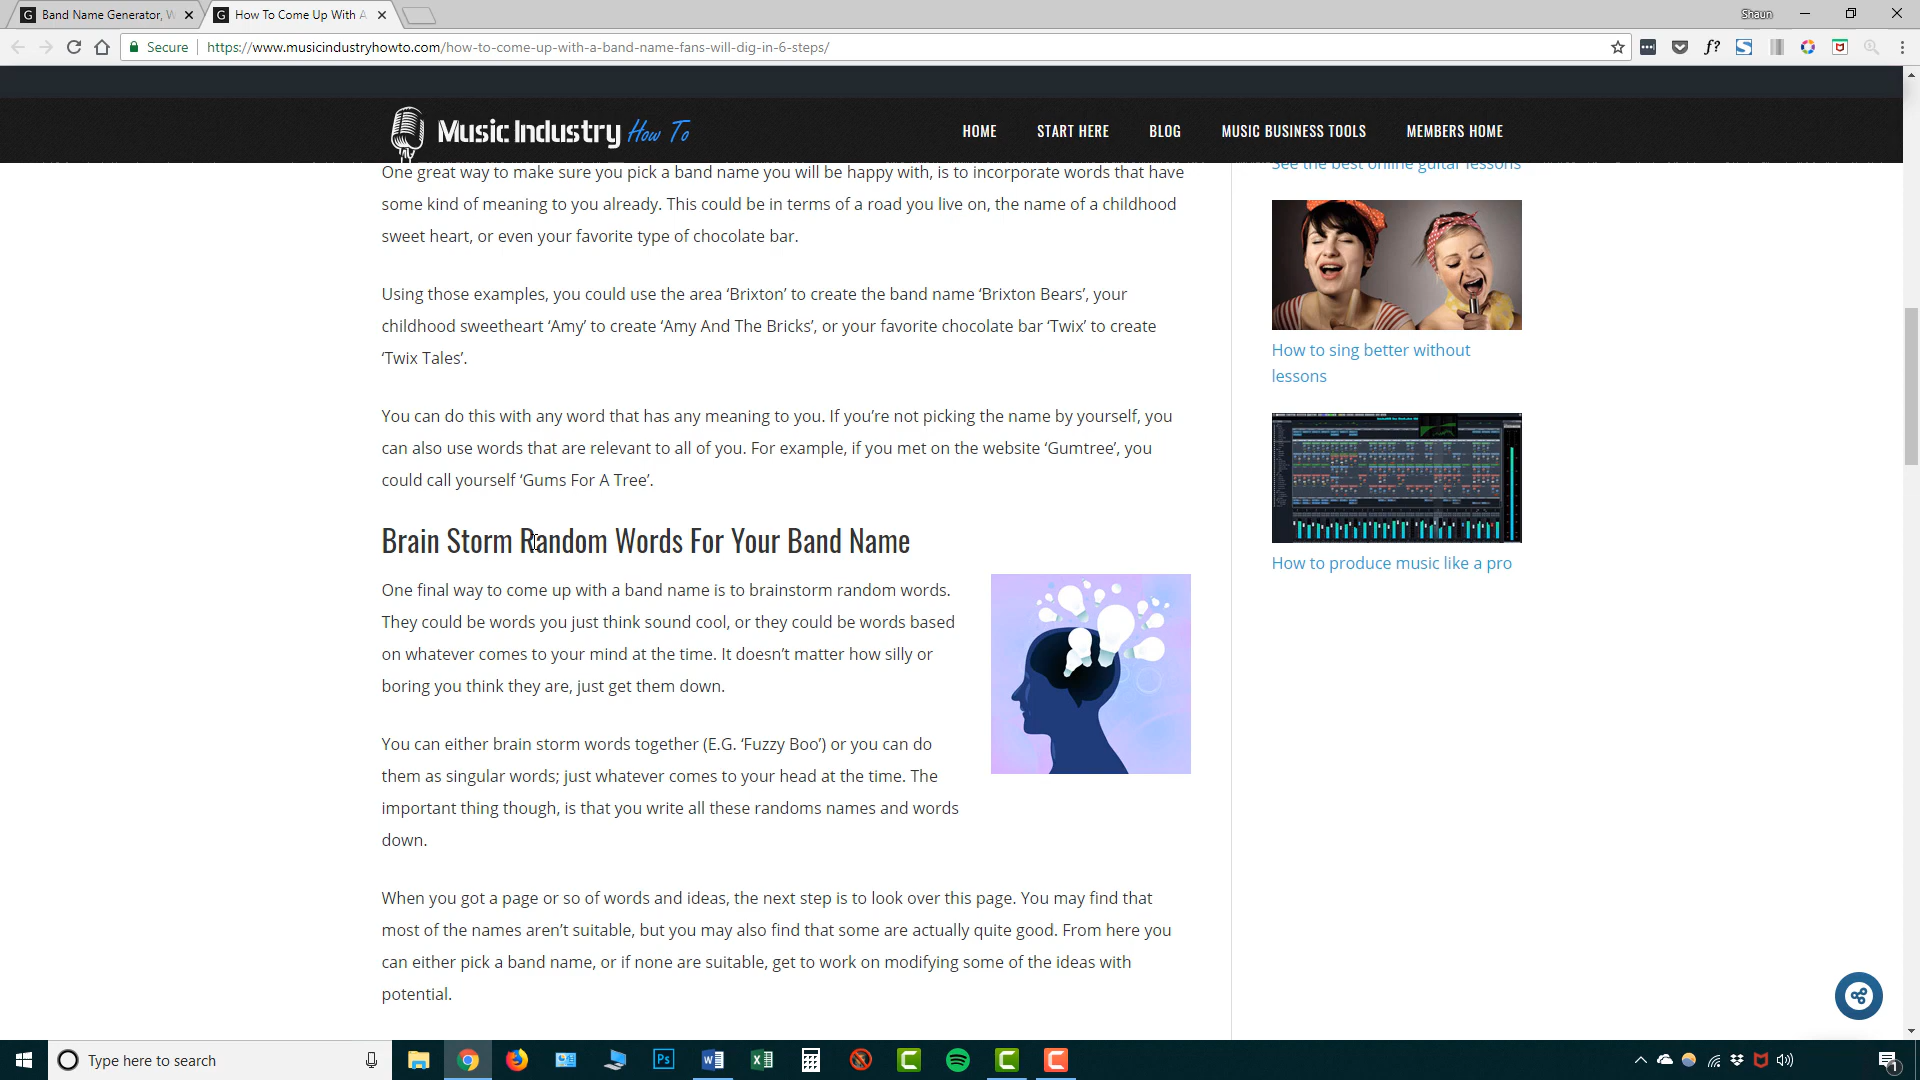 Band Name Generator, W
How To Come Up With A
Shaun
Secure
https://www.musicindustryhowto.com/how-to-come-up-with-a-band-name-fans-will-dig-in-6-steps/
f?
Music Industry How To
HOME
START HERE
BLOG
MUSIC BUSINESS TOOLS
MEMBERS HOME
One great way to make sure you pick a band name you will be happy with, is to incorporate words that have
some kind of meaning to you already. This could be in terms of a road you live on, the name of a childhood
sweet heart, or even your favorite type of chocolate bar.
Using those examples, you could use the area ‘Brixton’ to create the band name ‘Brixton Bears’, your
childhood sweetheart ‘Amy’ to create ‘Amy And The Bricks’, or your favorite chocolate bar ‘Twix’ to create
‘Twix Tales’.
You can do this with any word that has any meaning to you. If you’re not picking the name by yourself, you
can also use words that are relevant to all of you. For example, if you met on the website ‘Gumtree’, you
could call yourself ‘Gums For A Tree’.
Brain Storm Random Words For Your Band Name
One final way to come up with a band name is to brainstorm random words.
They could be words you just think sound cool, or they could be words based
on whatever comes to your mind at the time. It doesn’t matter how silly or
boring you think they are, just get them down.
You can either brain storm words together (E.G. ‘Fuzzy Boo’) or you can do
them as singular words; just whatever comes to your head at the time. The
important thing though, is that you write all these randoms names and words
down.
When you got a page or so of words and ideas, the next step is to look over this page. You may find that
most of the names aren’t suitable, but you may also find that some are actually quite good. From here you
can either pick a band name, or if none are suitable, get to work on modifying some of the ideas with
potential.
See the best online guitar lessons
How to sing better without
lessons
How to produce music like a pro
Type here to search
Ps
1